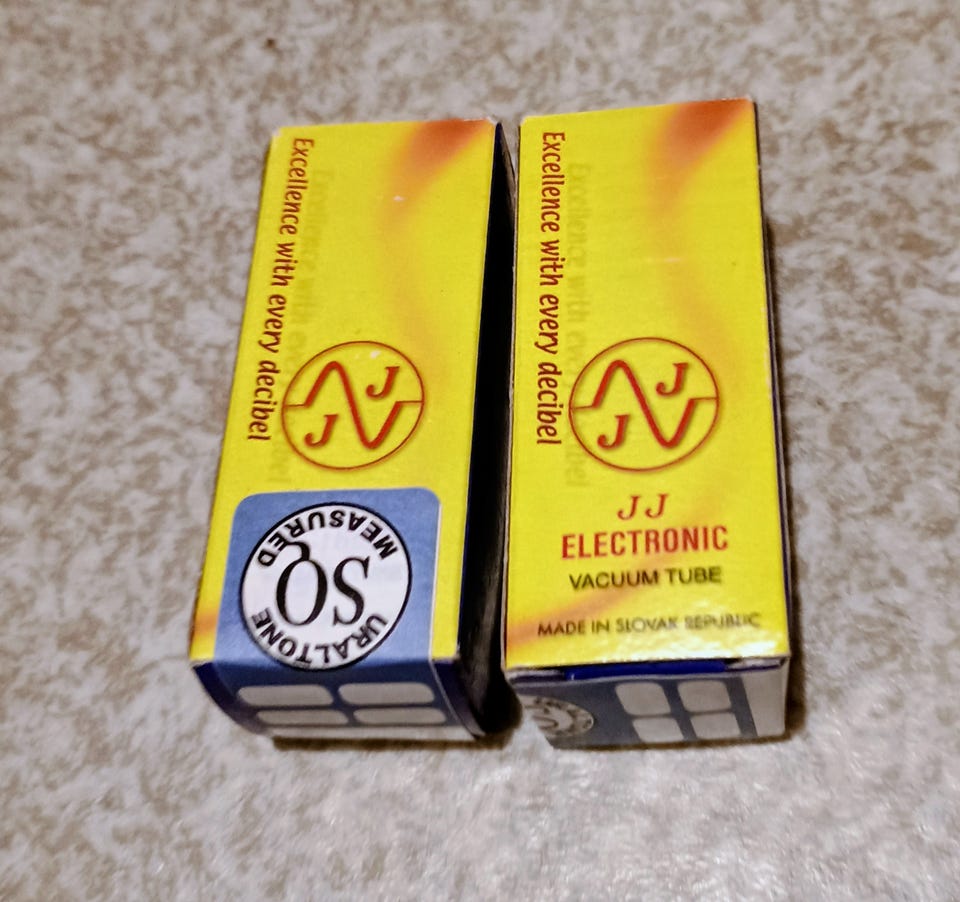 Excellence with every decibel
JJ
URALTONE
SQ
MEASURED
Excellence with every decibel
JJ
JJ
ELECTRONIC
VACUUM TUBE
MADE IN SLOVAK REPUBLIC